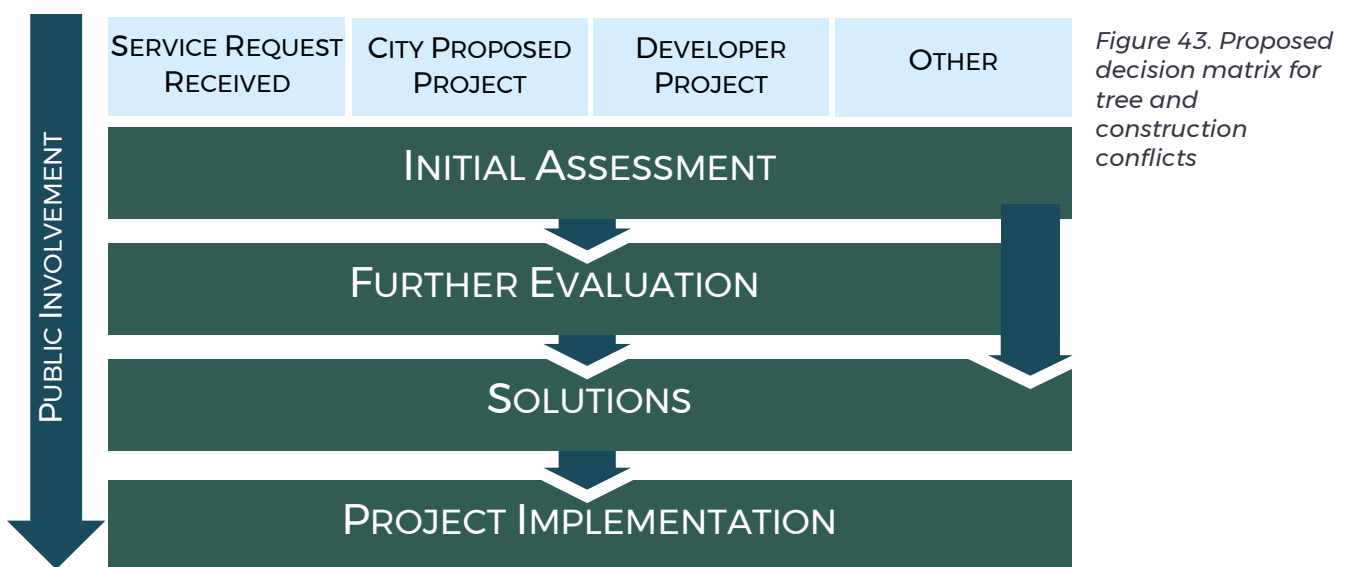 PUBLIC INVOLVEMENT
SERVICE REQUEST
RECEIVED
CITY PROPOSED
PROJECT
DEVELOPER
PROJECT
OTHER
INITIAL ASSESSMENT
FURTHER EVALUATION
SOLUTIONS
PROJECT IMPLEMENTATION
Figure 43. Proposed
decision matrix for
tree and
construction
conflicts